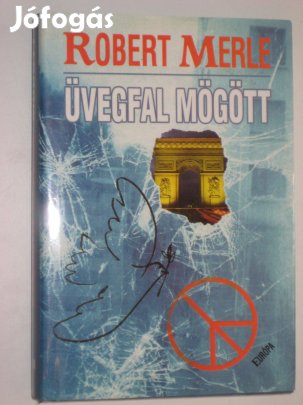 Jófogás
ROBERT MERLE
ÜVEGFAL MÖGÖTT
EURÓPA